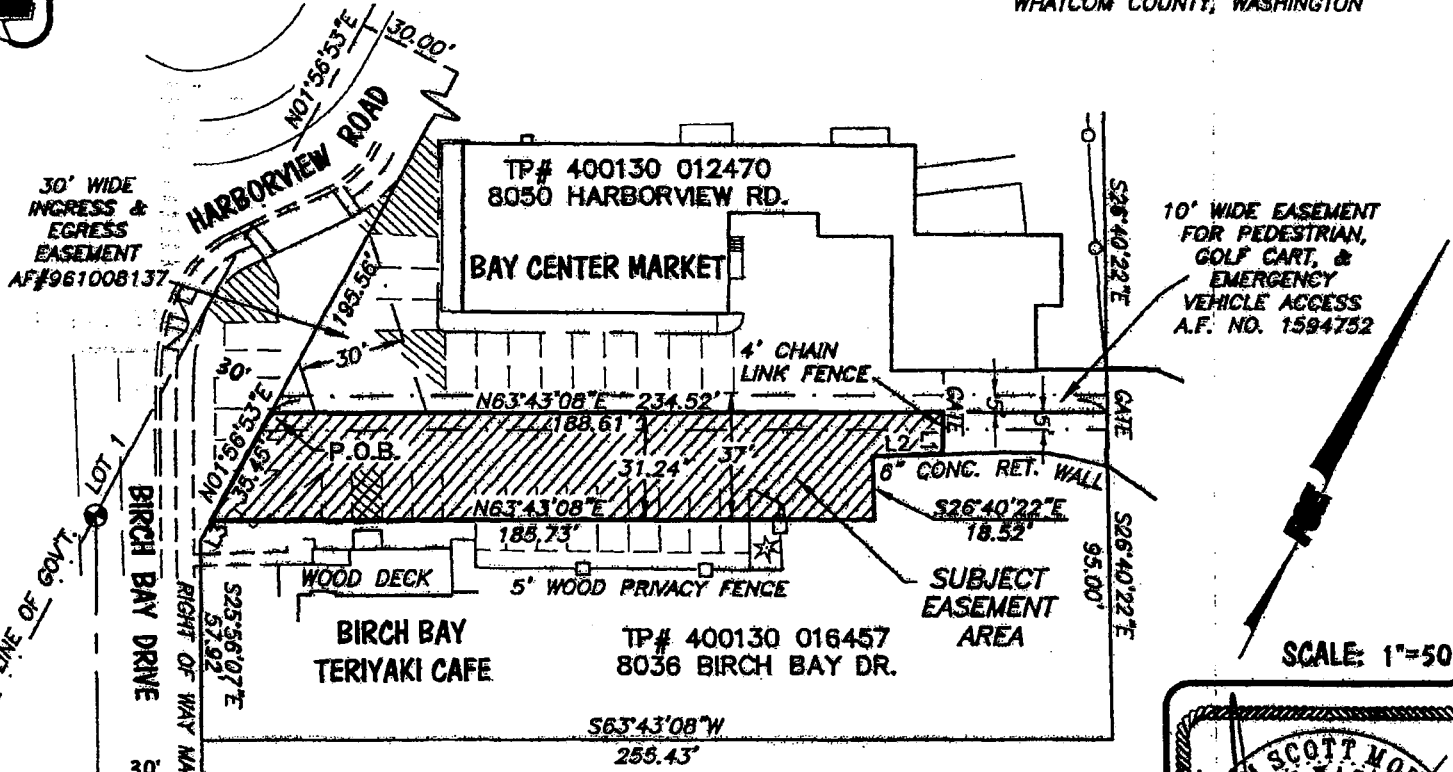 WHATCOM COUNTY, WASHINGTON
30.00'
N01°56'53"E
HARBORVIEW ROAD
30' WIDE
INGRESS &
EGRESS
EASEMENT
AF#961008137
TP# 400130 012470
8050 HARBORVIEW RD.
BAY CENTER MARKET
S26°40'22"E
10' WIDE EASEMENT
FOR PEDESTRIAN,
GOLF CART, &
EMERGENCY
VEHICLE ACCESS
A.F. NO. 1594752
195.56'
30'
30'
4' CHAIN
LINK FENCE
GATE
5'
5'
GATE
N63°43'08"E 234.52'
188.61'
N01°56'53"E
35.45'
P.O.B.
31.24'
37'
L2
L1
6" CONC. RET. WALL
N63°43'08"E
185.73'
S26°40'22"E
18.52'
L3
LOT 1
LINE OF GOV'T.
BIRCH BAY DRIVE
RIGHT OF WAY MA
S25°56'07"E
57.92'
WOOD DECK
5' WOOD PRIVACY FENCE
SUBJECT
EASEMENT
AREA
S26°40'22"E
95.00'
BIRCH BAY
TERIYAKI CAFE
TP# 400130 016457
8036 BIRCH BAY DR.
SCALE: 1"=50
S63°43'08"W
255.43'
30'
SCOTT MO